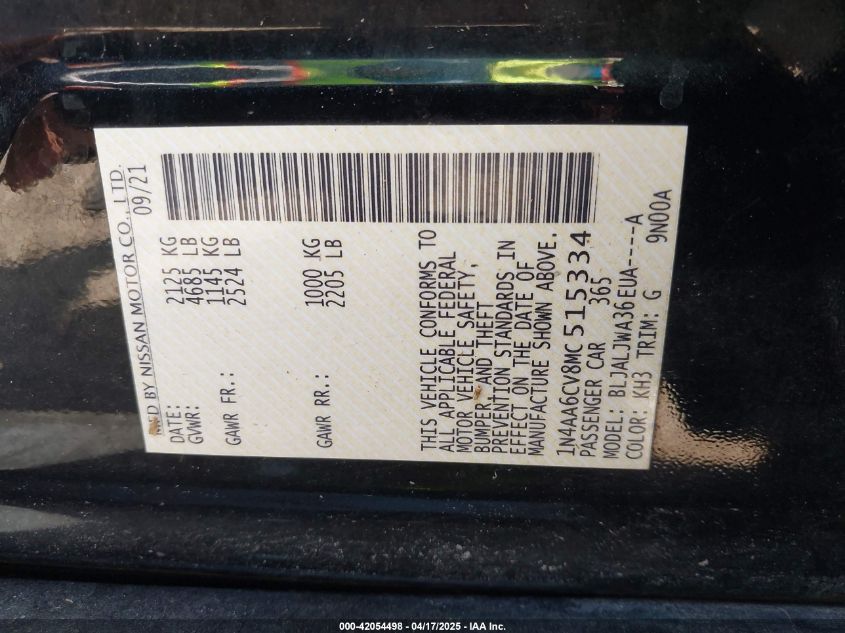 MFD BY NISSAN MOTOR CO., LTD.
DATE: 09/21
GVWR: 2125 KG
4685 LB
GAWR FR.: 1145 KG
2524 LB
GAWR RR.: 1000 KG
2205 LB
THIS VEHICLE CONFORMS TO
ALL APPLICABLE FEDERAL
MOTOR VEHICLE SAFETY,
BUMPER, AND THEFT
PREVENTION STANDARDS IN
EFFECT ON THE DATE OF
MANUFACTURE SHOWN ABOVE.
1N4AA6CV8MC515334
PASSENGER CAR 365
MODEL: BLJALJWA36EUA----A
COLOR: KH3 TRIM: G 9N00A
000-42054498 - 04/17/2025 - IAA Inc.